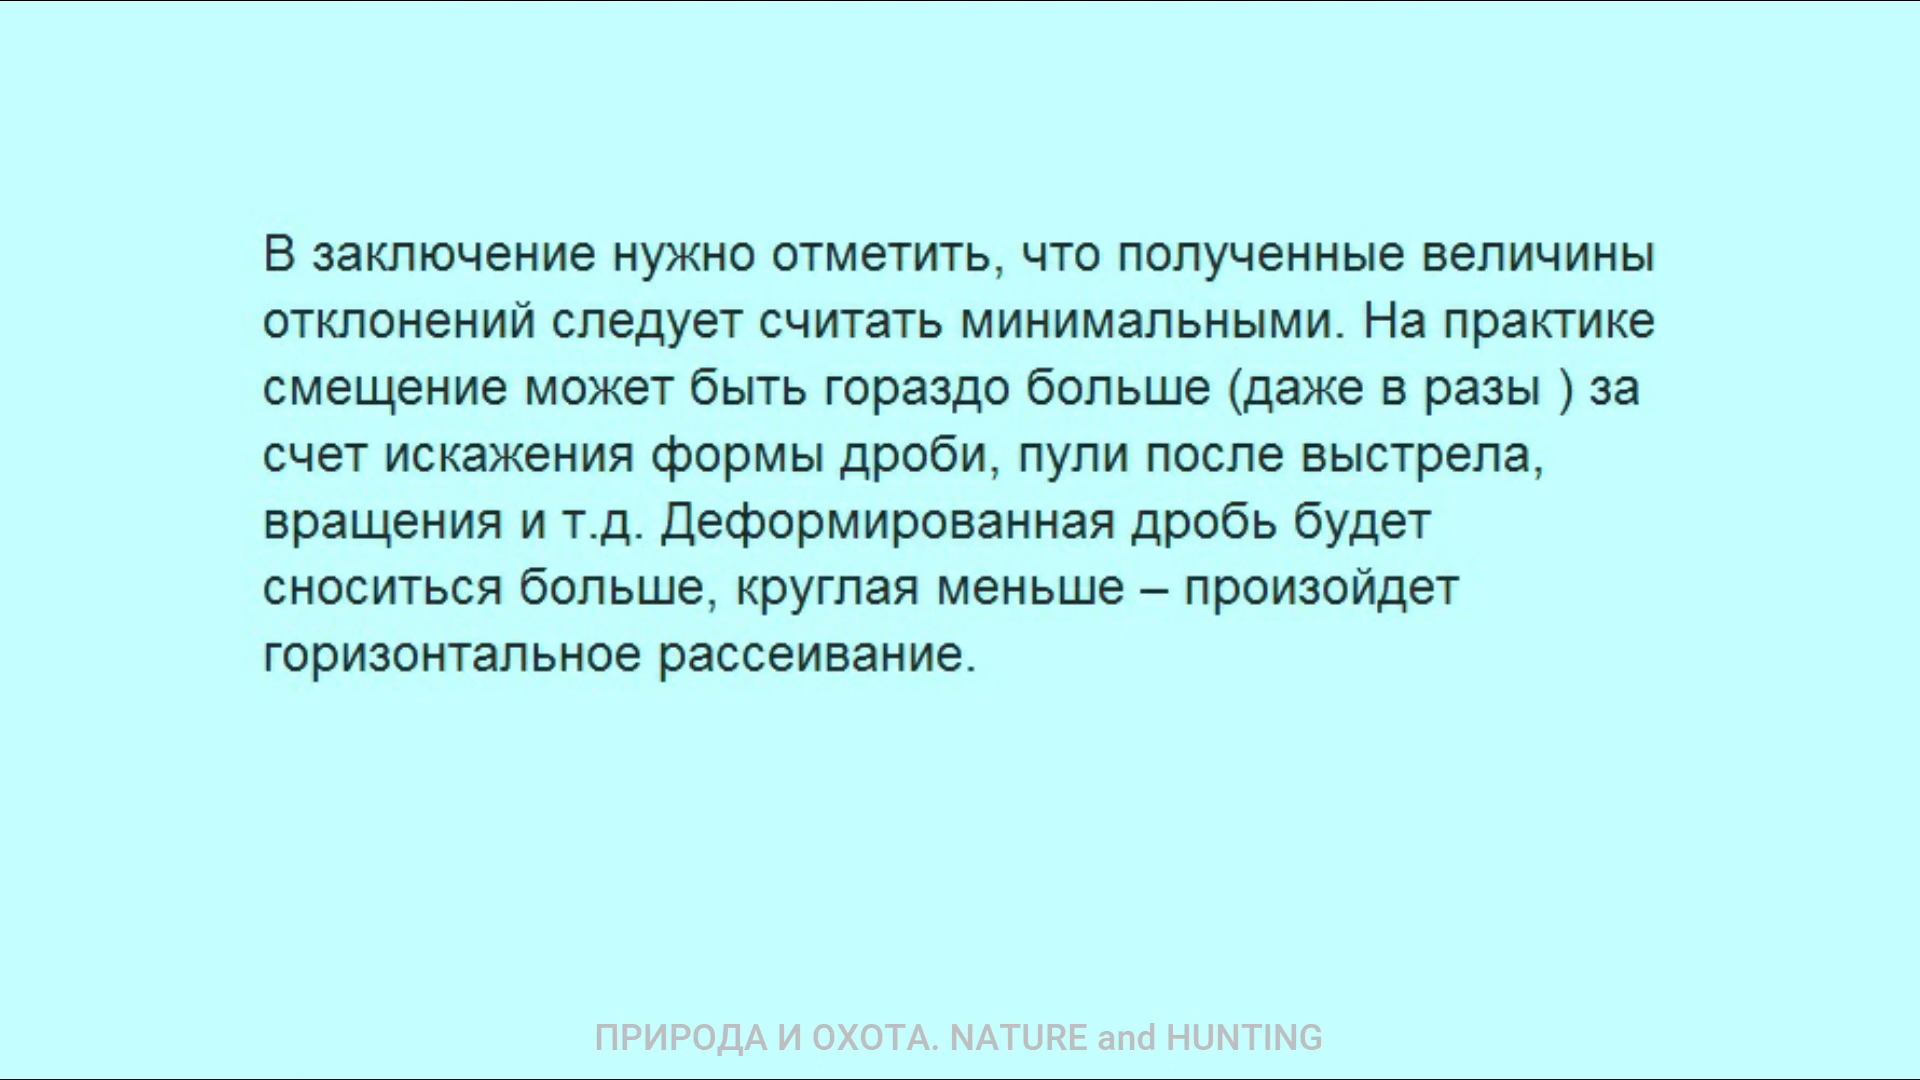 В заключение нужно отметить, что полученные величины
отклонений следует считать минимальными. На практике
смещение может быть гораздо больше (даже в разы ) за
счет искажения формы дроби, пули после выстрела,
вращения и т.д. Деформированная дробь будет
сноситься больше, круглая меньше – произойдет
горизонтальное рассеивание.
ПРИРОДА И ОХОТА. NATURE and HUNTING